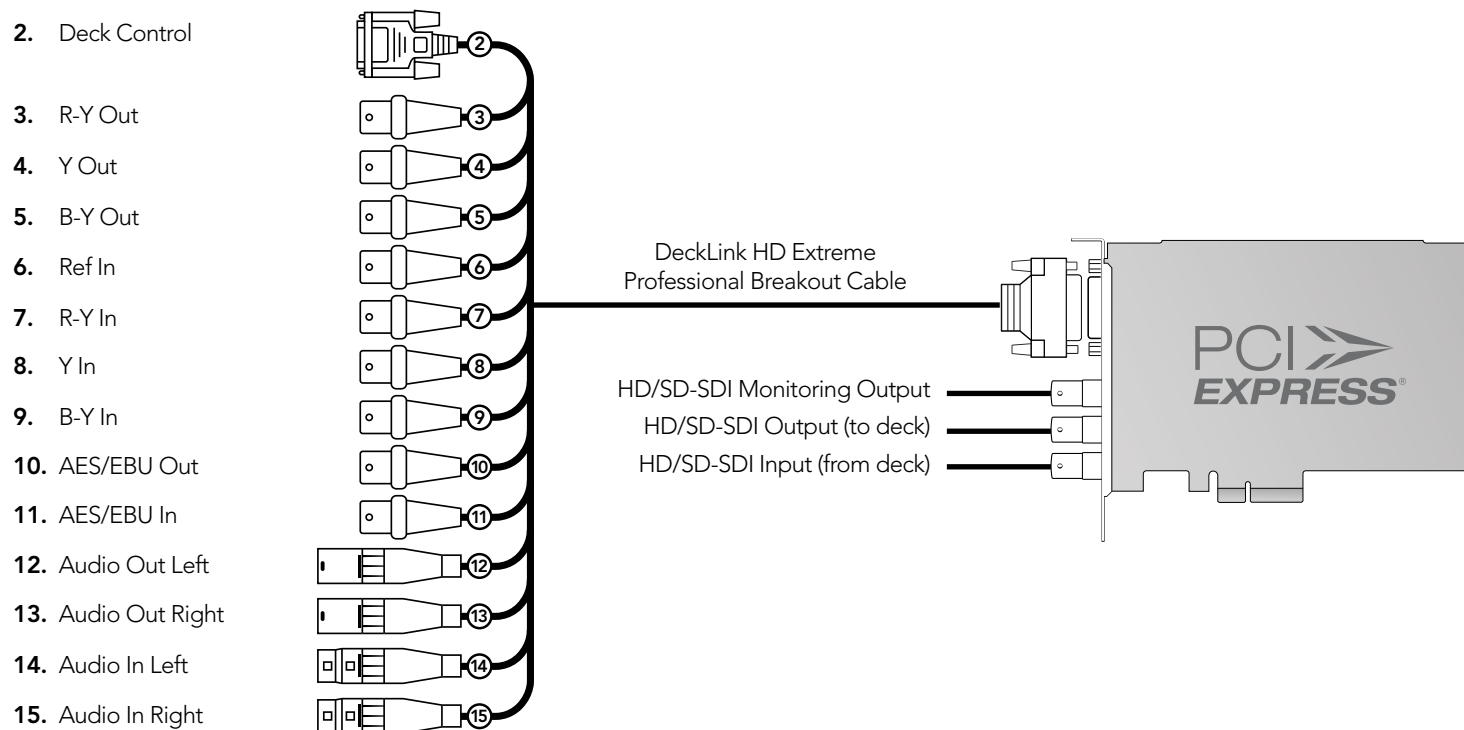 2. Deck Control
3. R-Y Out
4. Y Out
5. B-Y Out
6. Ref In
7. R-Y In
8. Y In
9. B-Y In
10. AES/EBU Out
11. AES/EBU In
12. Audio Out Left
13. Audio Out Right
14. Audio In Left
15. Audio In Right
2
3
4
5
6
7
8
9
10
11
12
13
14
15
DeckLink HD Extreme
Professional Breakout Cable
HD/SD-SDI Monitoring Output
HD/SD-SDI Output (to deck)
HD/SD-SDI Input (from deck)
PCI
EXPRESS®